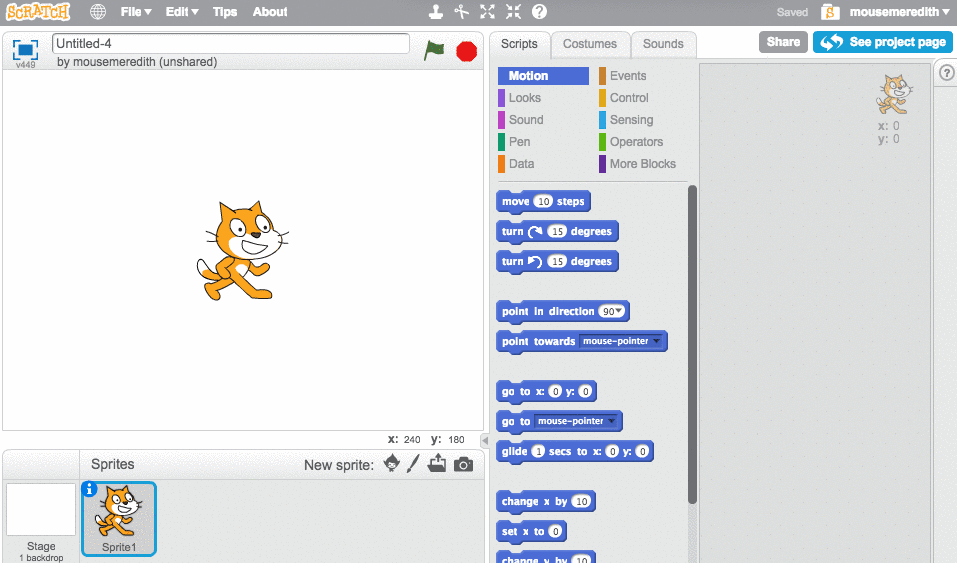 SCRATCH File Edit Tips About Saved mousemeredith
v449 Untitled-4
by mousemeredith (unshared)
Scripts Costumes Sounds Share See project page
Motion Events
Looks Control
Sound Sensing
Pen Operators
Data More Blocks
x: 0
y: 0
move 10 steps
turn 15 degrees
turn 15 degrees
point in direction 90
point towards mouse-pointer
go to x: 0 y: 0
go to mouse-pointer
glide 1 secs to x: 0 y: 0
change x by 10
set x to 0
change y by 10
x: 240 y: 180
Sprites New sprite:
Stage
1 backdrop
Sprite1